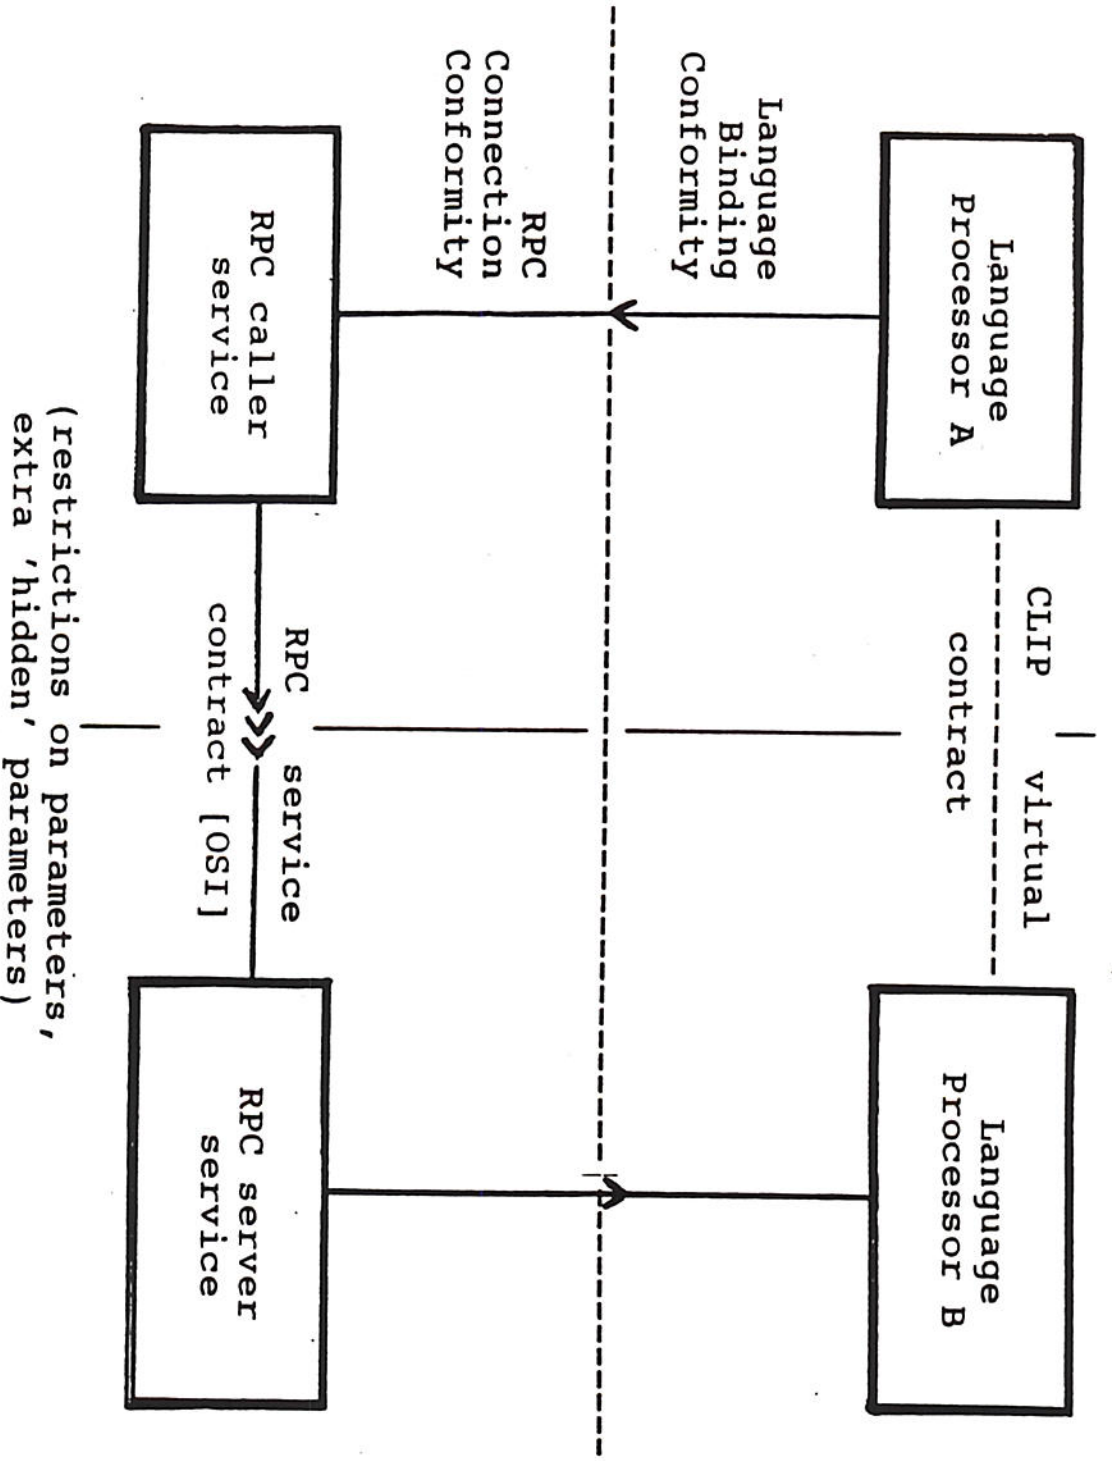 Language
Processor A
CLIP virtual
contract
Language
Processor B
Language
Binding
Conformity
RPC
Connection
Conformity
RPC caller
service
RPC service
contract [OSI]
RPC server
service
(restrictions on parameters,
extra 'hidden' parameters)